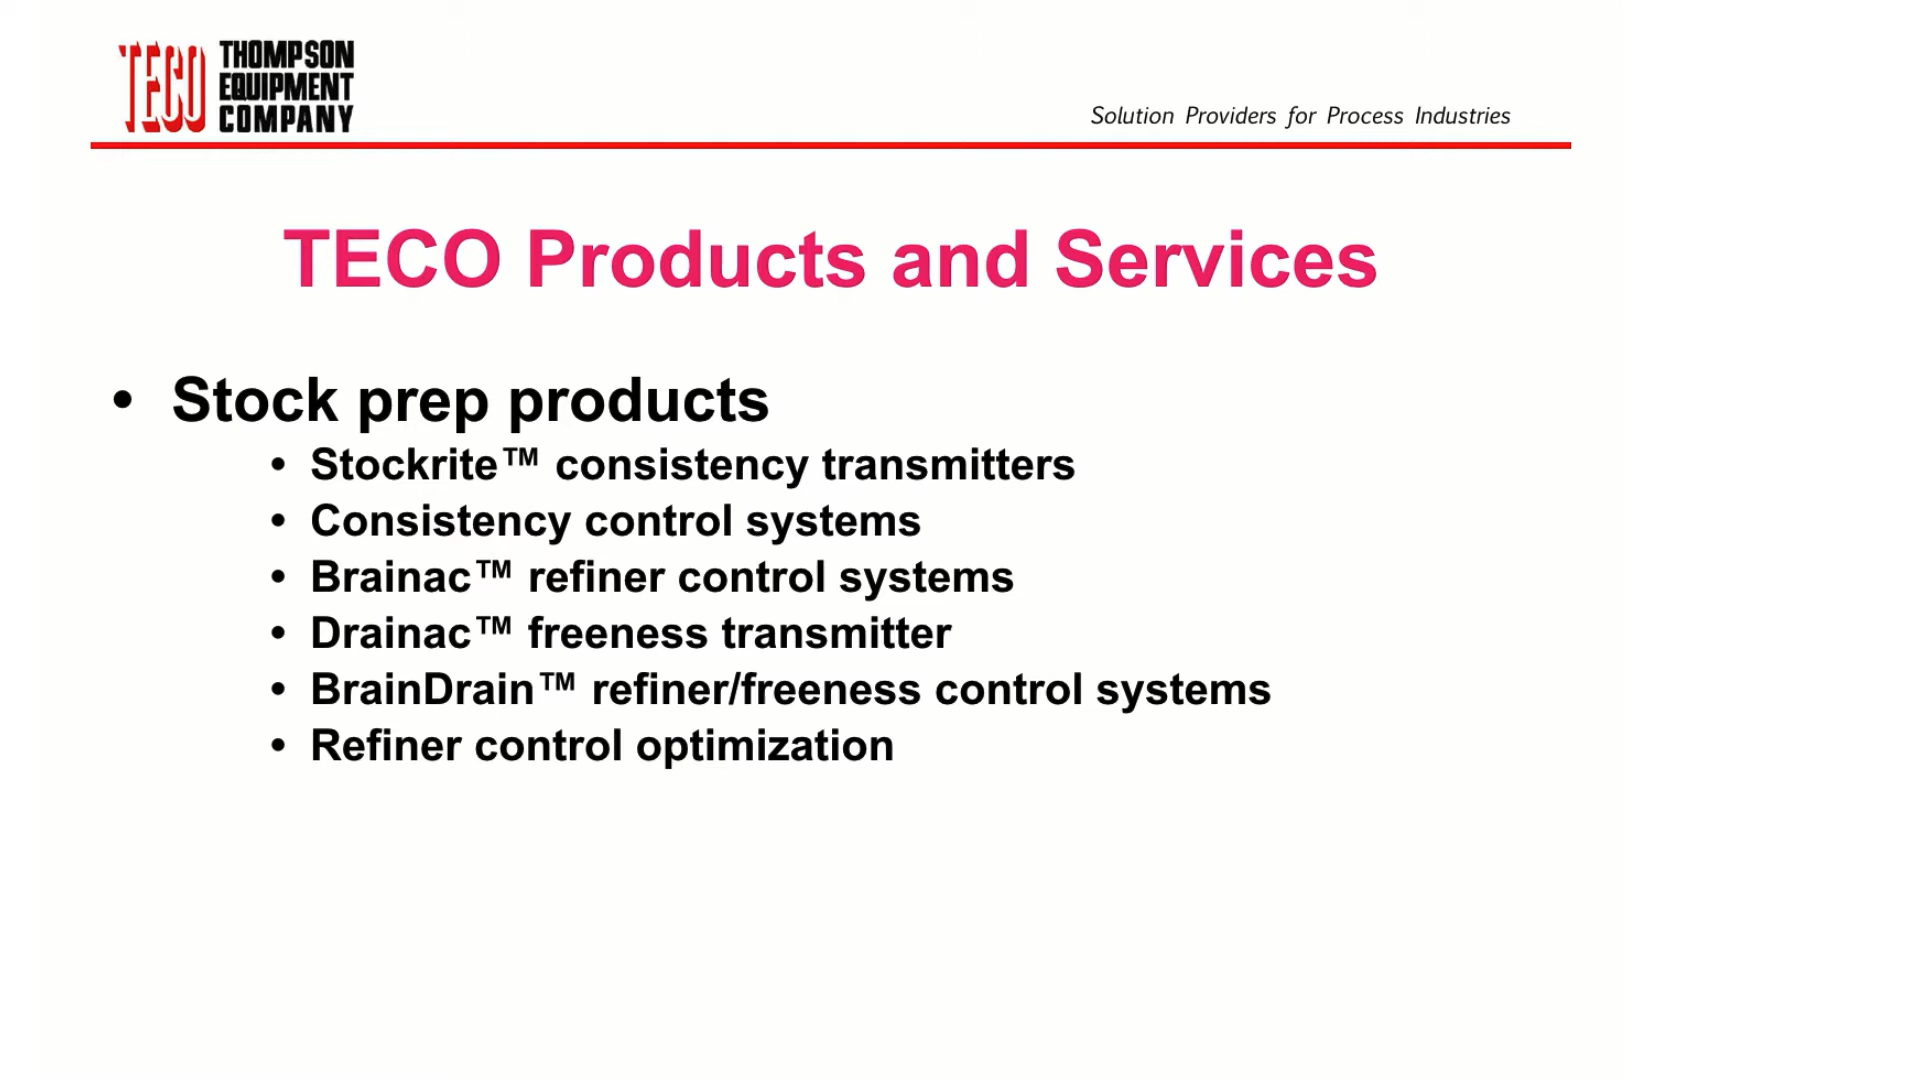 TECO THOMPSON
EQUIPMENT
COMPANY
Solution Providers for Process Industries
TECO Products and Services
• Stock prep products
• Stockrite™ consistency transmitters
• Consistency control systems
• Brainac™ refiner control systems
• Drainac™ freeness transmitter
• BrainDrain™ refiner/freeness control systems
• Refiner control optimization